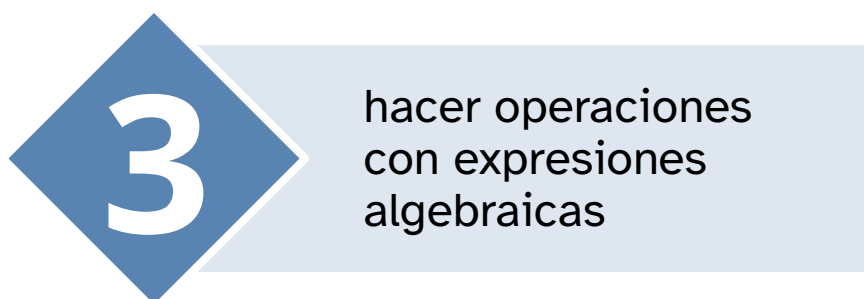 3
hacer operaciones
con expresiones
algebraicas